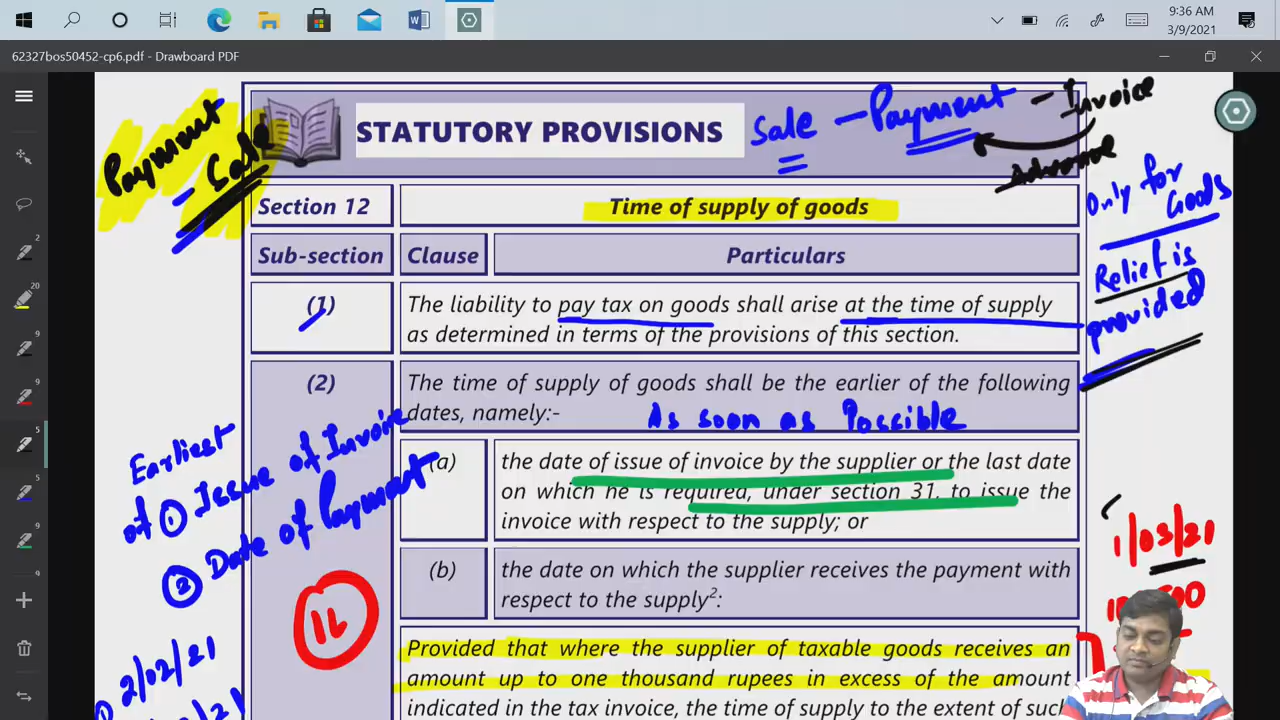 9:36 AM
3/9/2021
62327bos50452-cp6.pdf - Drawboard PDF
Payment
= Sale
STATUTORY PROVISIONS
Sale - Payment - Invoice
Advance
Only for
Goods
Relief is
provided
Section 12
Time of supply of goods
Sub-section
Clause
Particulars
(1)
The liability to pay tax on goods shall arise at the time of supply
as determined in terms of the provisions of this section.
(2)
The time of supply of goods shall be the earlier of the following
dates, namely:-
As soon as Possible
Earliest
of ① Issue of Invoice
② Date of Payment
(a)
the date of issue of invoice by the supplier or the last date
on which he is required, under section 31, to issue the
invoice with respect to the supply; or
(b)
the date on which the supplier receives the payment with
respect to the supply2:
1L
1/03/21
2/02/21
Provided that where the supplier of taxable goods receives an
amount up to one thousand rupees in excess of the amount
indicated in the tax invoice, the time of supply to the extent of such
2
20
9
9
5
5
9
9